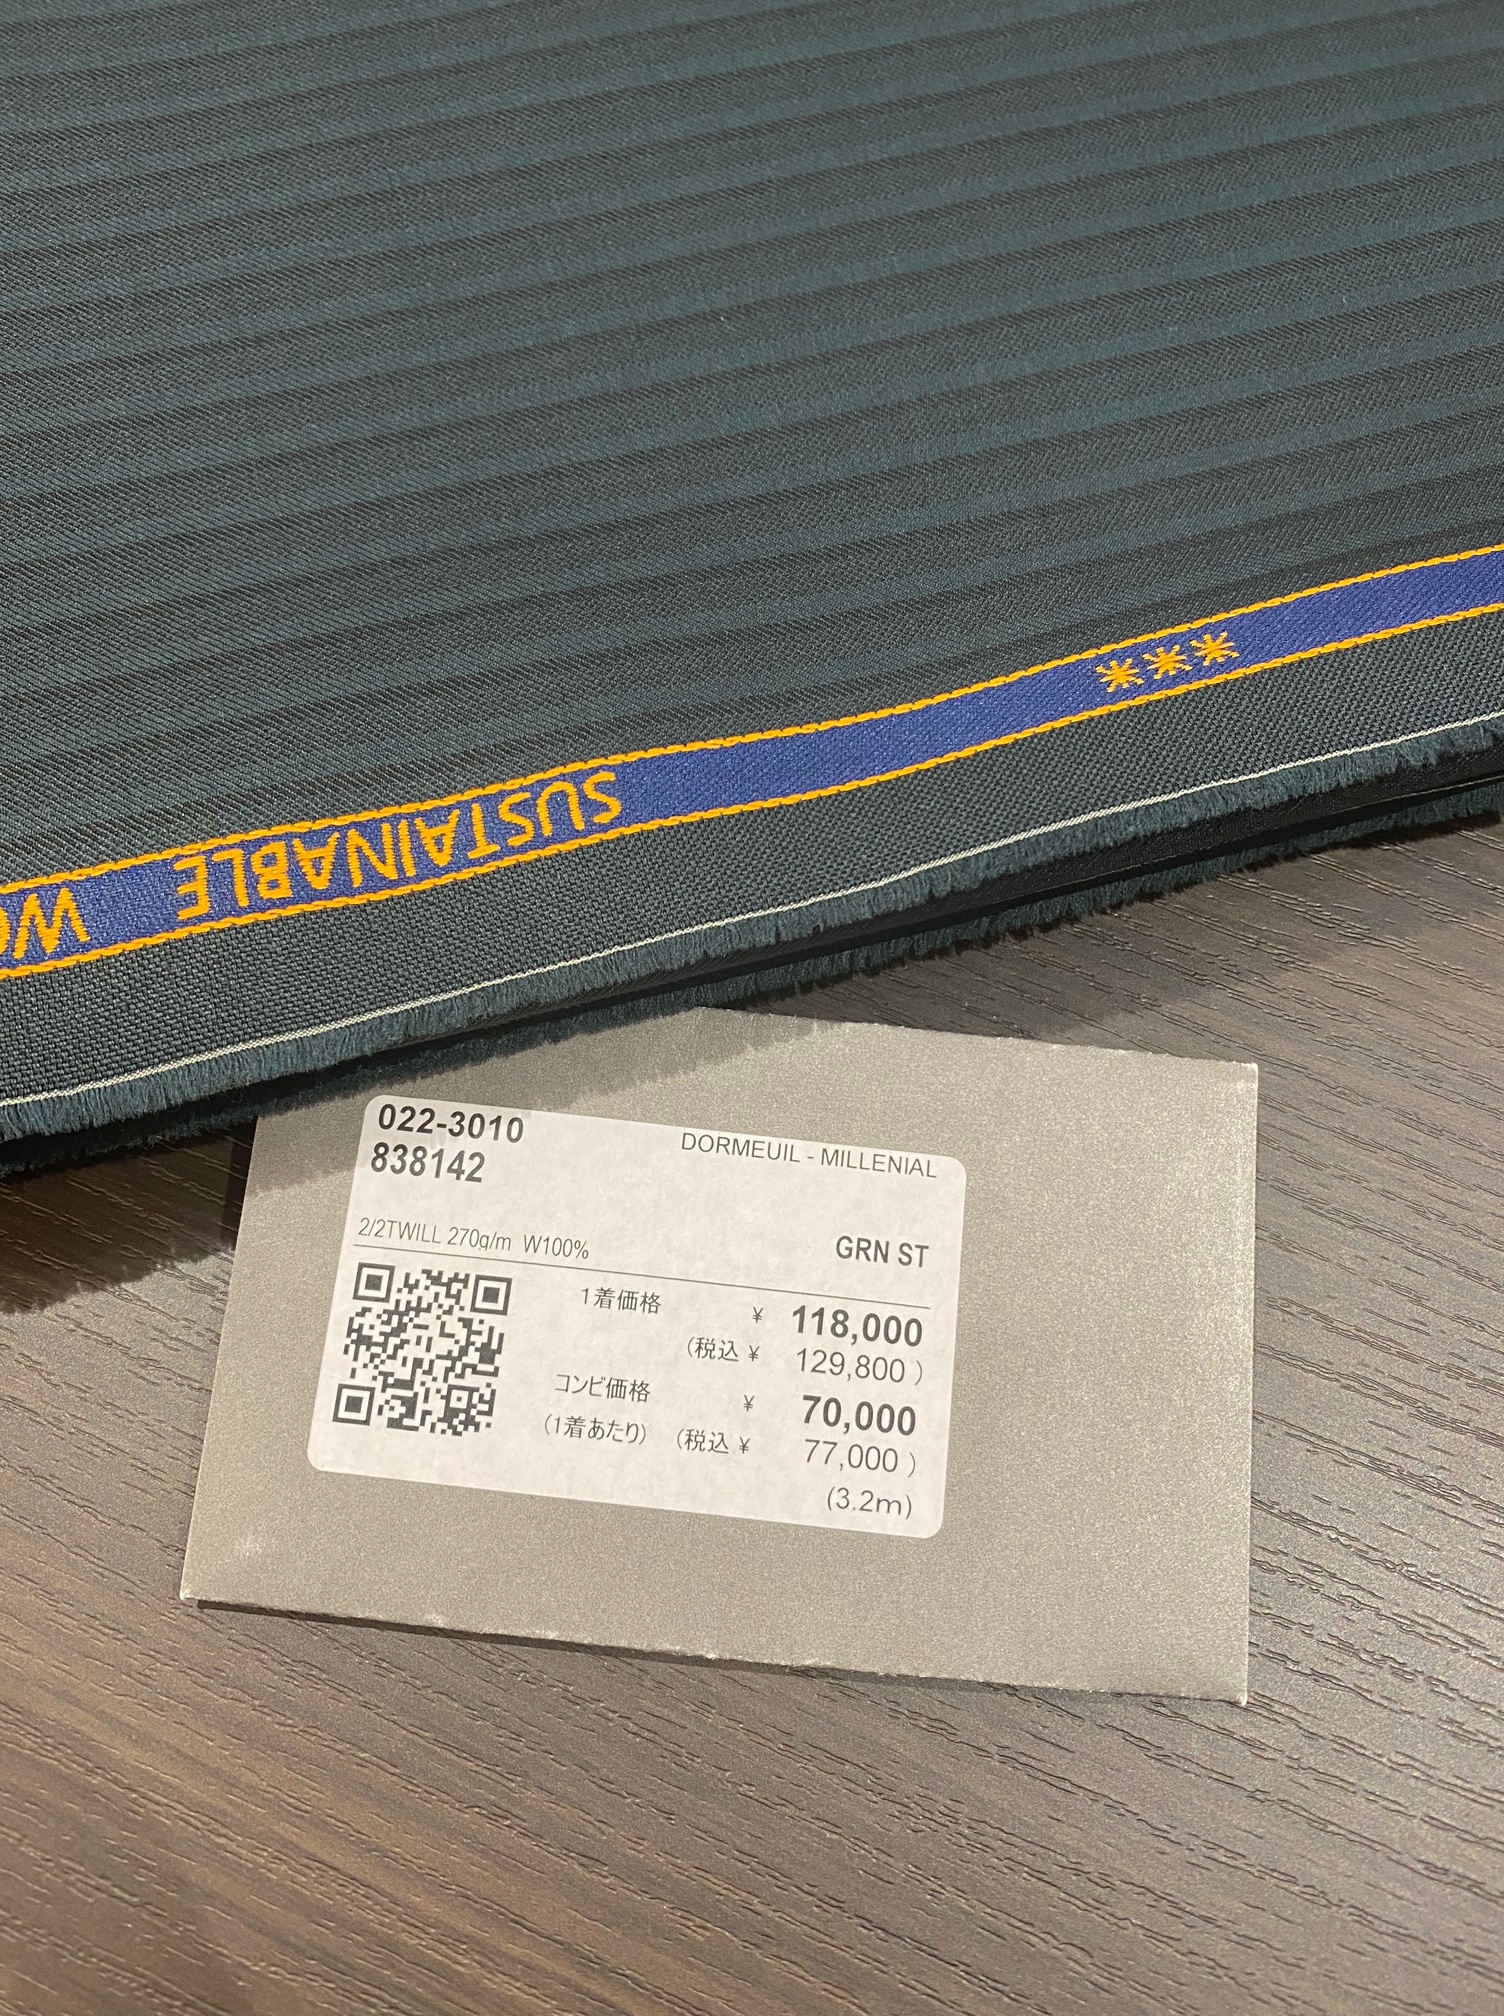 SUSTAINABLE
022-3010
838142
DORMEUIL - MILLENIAL
2/2TWILL 270g/m W100%
GRN ST
1着価格 ¥ 118,000
(税込 ¥ 129,800 )
コンビ価格 ¥ 70,000
(1着あたり) (税込 ¥ 77,000 )
(3.2m)